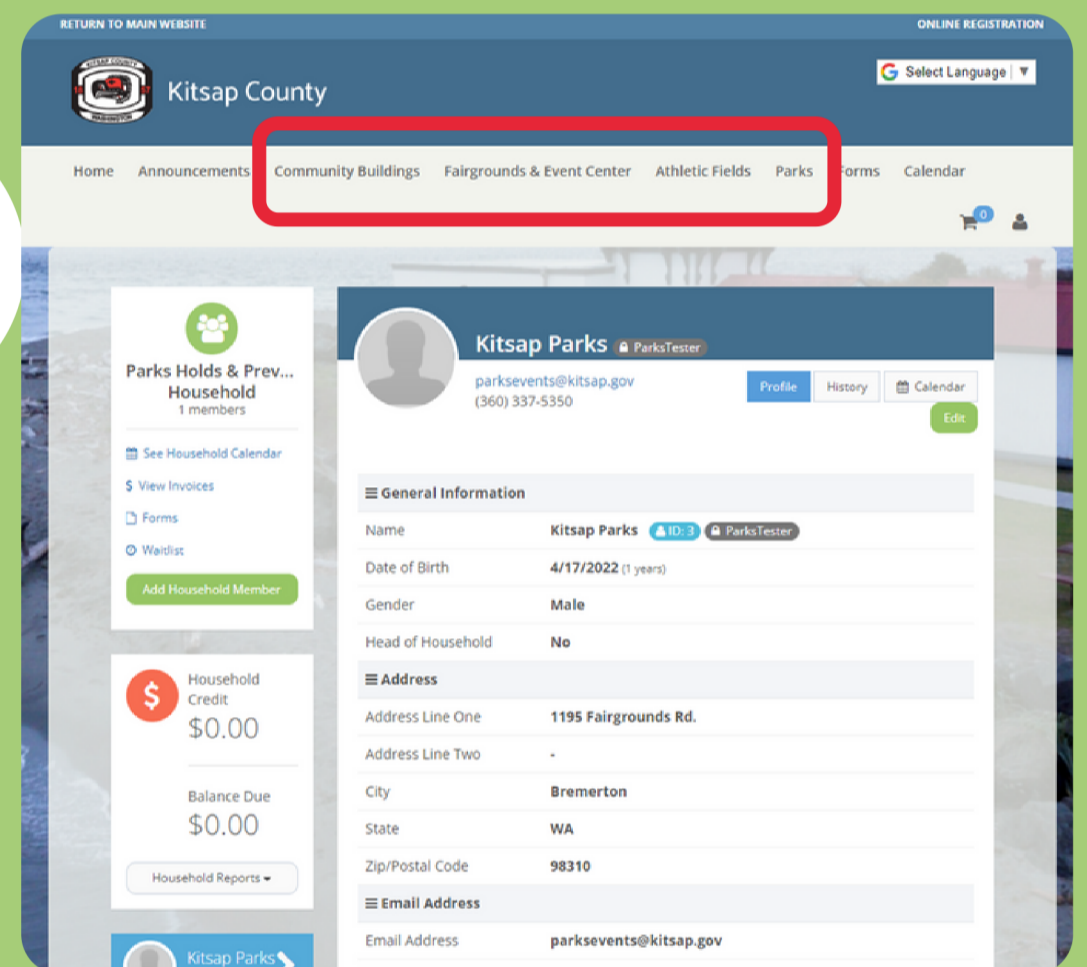 RETURN TO MAIN WEBSITE
ONLINE REGISTRATION
KITSAP COUNTY
WASHINGTON
Kitsap County
G Select Language ▼
Home Announcements Community Buildings Fairgrounds & Event Center Athletic Fields Parks Forms Calendar
0
Parks Holds & Prev...
Household
1 members
See Household Calendar
$ View Invoices
Forms
Waitlist
Add Household Member
$
Household
Credit
$0.00
Balance Due
$0.00
Household Reports
Kitsap Parks
Kitsap Parks ParksTester
parksevents@kitsap.gov
(360) 337-5350
Profile History Calendar
Edit
General Information
Name Kitsap Parks ID: 3 ParksTester
Date of Birth 4/17/2022 (1 years)
Gender Male
Head of Household No
Address
Address Line One 1195 Fairgrounds Rd.
Address Line Two -
City Bremerton
State WA
Zip/Postal Code 98310
Email Address
Email Address parksevents@kitsap.gov